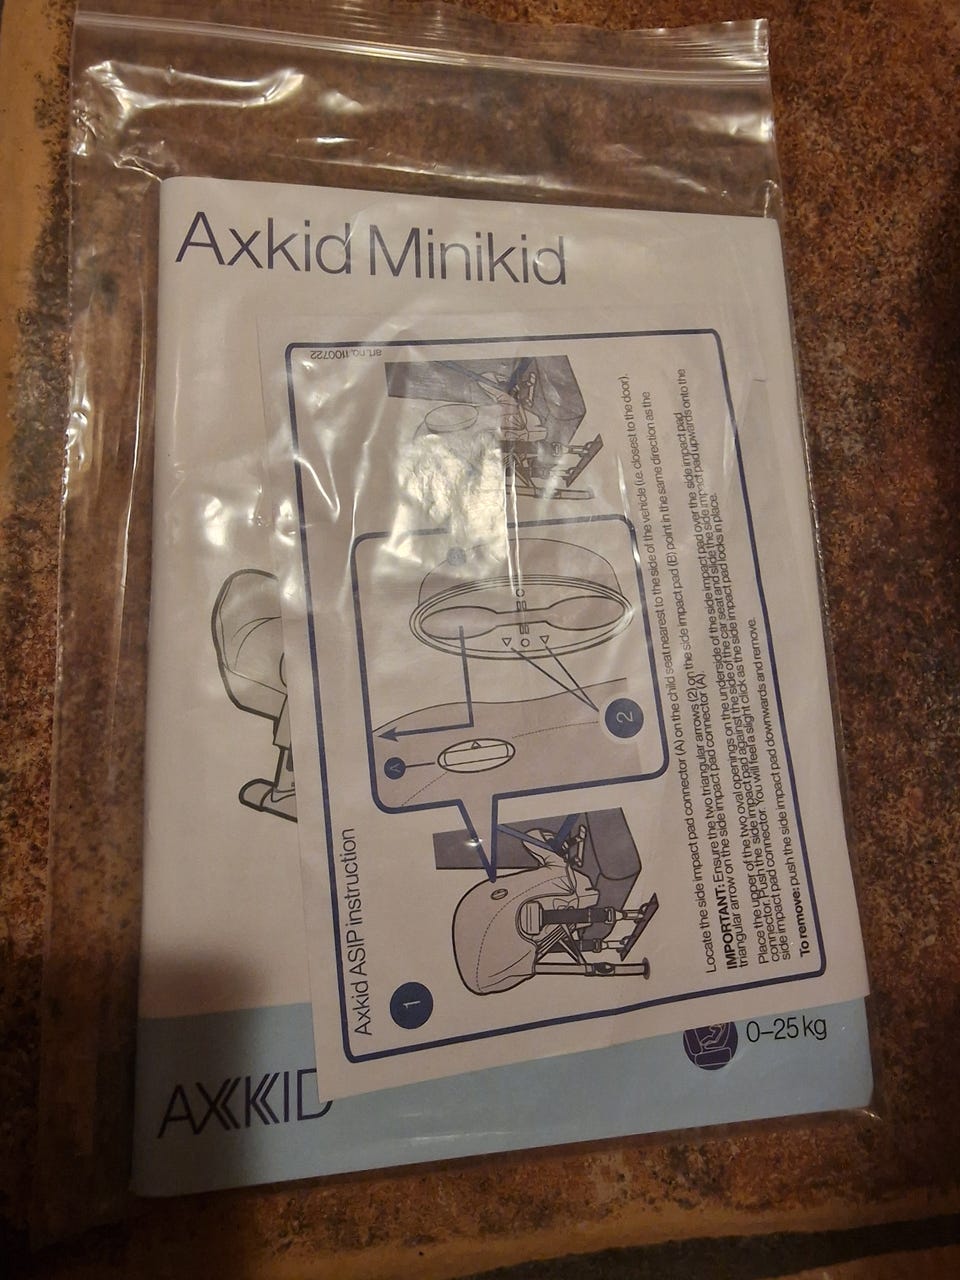 Axkid Minikid
art. no. 1100722
Axkid ASIP instruction
1
A
2
Locate the side impact pad connector (A) on the child seat nearest to the side of the vehicle (i.e. closest to the door).
IMPORTANT: Ensure the two triangular arrows (2) on the side impact pad (B) point in the same direction as the
triangular arrow on the side impact pad connector (A).
Place the upper of the two oval openings on the underside of the side impact pad over the side impact pad
connector. Push the side impact pad against the side of the car seat and slide the side impact pad upwards onto the
side impact pad connector. You will feel a slight click as the side impact pad locks in place.
To remove: push the side impact pad downwards and remove.
AXKID
0–25 kg